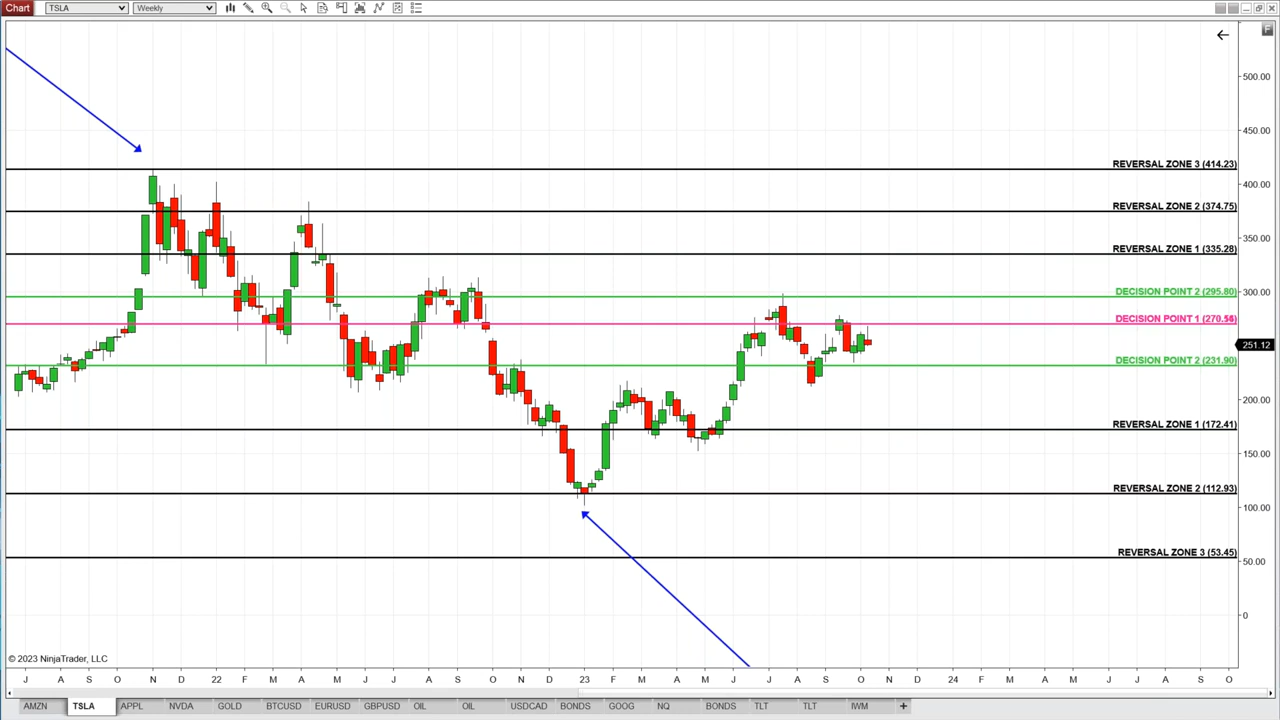 Chart TSLA Weekly
F
500.00
450.00
REVERSAL ZONE 3 (414.23)
400.00
REVERSAL ZONE 2 (374.75)
350.00
REVERSAL ZONE 1 (335.28)
300.00
DECISION POINT 2 (295.80)
DECISION POINT 1 (270.56)
251.12
DECISION POINT 2 (231.90)
200.00
REVERSAL ZONE 1 (172.41)
150.00
REVERSAL ZONE 2 (112.93)
100.00
REVERSAL ZONE 3 (53.45)
50.00
0
© 2023 NinjaTrader, LLC
J A S O N D 22 F M A M J J A S O N D 23 F M A M J J A S O N D 24 F M A M J J A S O
AMZN TSLA APPL NVDA GOLD BTCUSD EURUSD GBPUSD OIL OIL USDCAD BONDS GOOG NQ BONDS TLT TLT IWM +